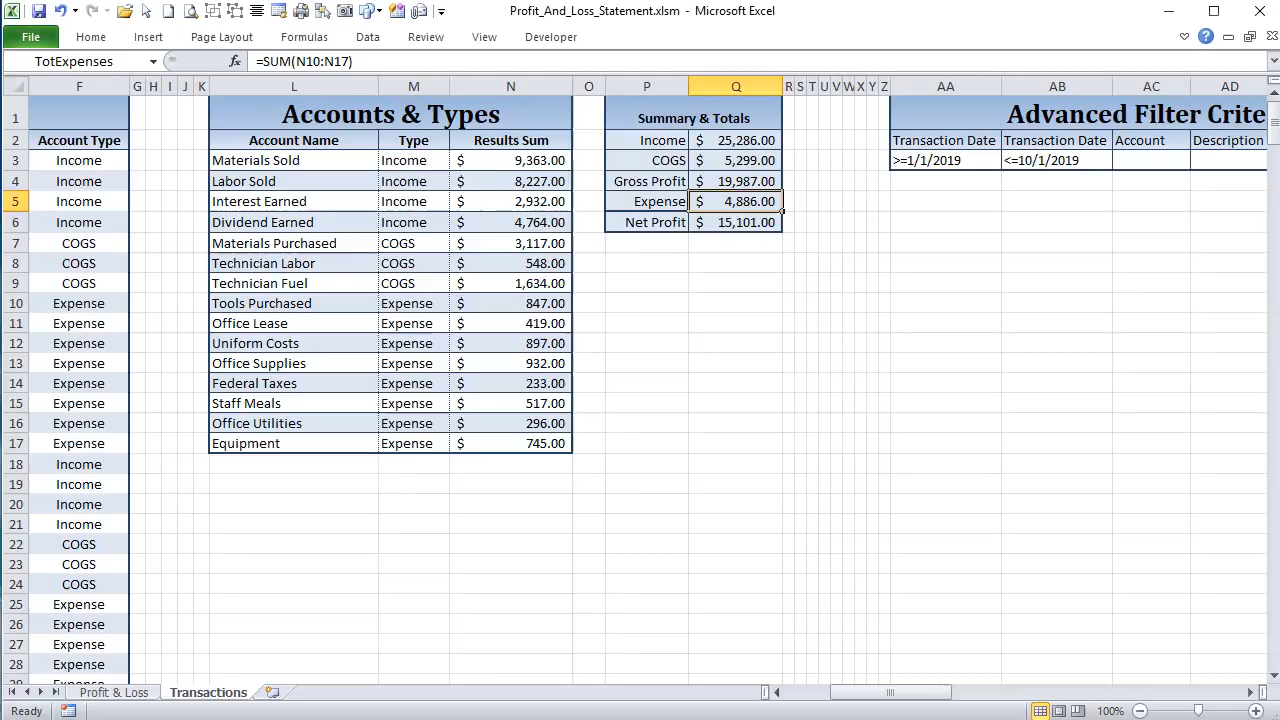 Profit_And_Loss_Statement.xlsm - Microsoft Excel
File Home Insert Page Layout Formulas Data Review View Developer
TotExpenses fx =SUM(N10:N17)
F G H I J K L M N O P Q R S T U V W X Y Z AA AB AC AD
1 Accounts & Types Summary & Totals Advanced Filter Crite
2 Account Type Account Name Type Results Sum Income $ 25,286.00 Transaction Date Transaction Date Account Description
3 Income Materials Sold Income $ 9,363.00 COGS $ 5,299.00 >=1/1/2019 <=10/1/2019
4 Income Labor Sold Income $ 8,227.00 Gross Profit $ 19,987.00
5 Income Interest Earned Income $ 2,932.00 Expense $ 4,886.00
6 Income Dividend Earned Income $ 4,764.00 Net Profit $ 15,101.00
7 COGS Materials Purchased COGS $ 3,117.00
8 COGS Technician Labor COGS $ 548.00
9 COGS Technician Fuel COGS $ 1,634.00
10 Expense Tools Purchased Expense $ 847.00
11 Expense Office Lease Expense $ 419.00
12 Expense Uniform Costs Expense $ 897.00
13 Expense Office Supplies Expense $ 932.00
14 Expense Federal Taxes Expense $ 233.00
15 Expense Staff Meals Expense $ 517.00
16 Expense Office Utilities Expense $ 296.00
17 Expense Equipment Expense $ 745.00
18 Income
19 Income
20 Income
21 Income
22 COGS
23 COGS
24 COGS
25 Expense
26 Expense
27 Expense
28 Expense
Profit & Loss Transactions
Ready 100%